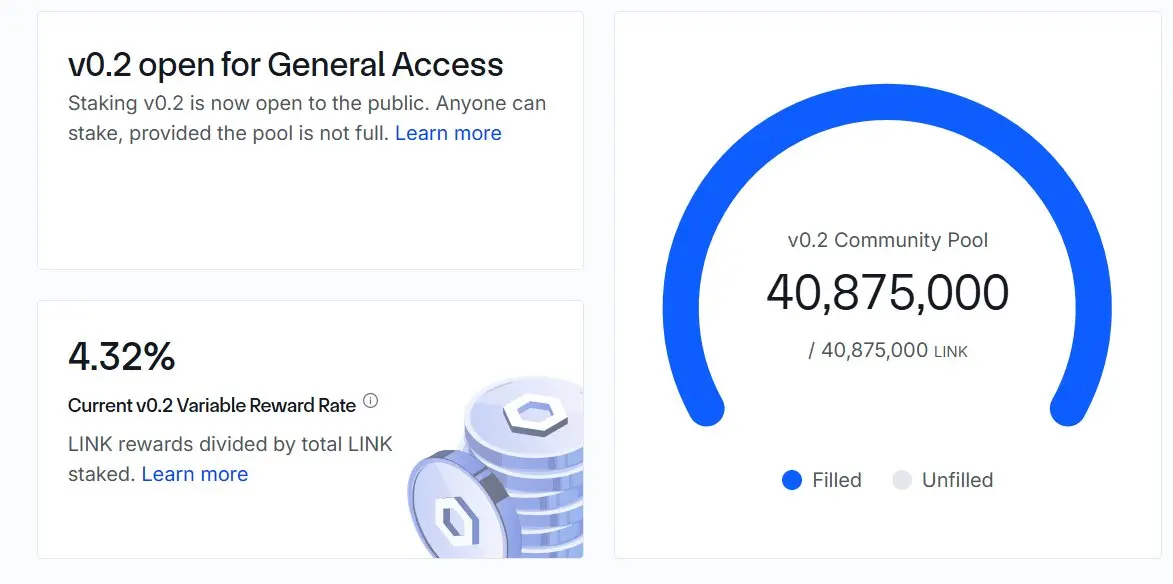 v0.2 open for General Access
Staking v0.2 is now open to the public. Anyone can
stake, provided the pool is not full. Learn more
4.32%
Current v0.2 Variable Reward Rate
LINK rewards divided by total LINK
staked. Learn more
v0.2 Community Pool
40,875,000
/ 40,875,000 LINK
Filled Unfilled